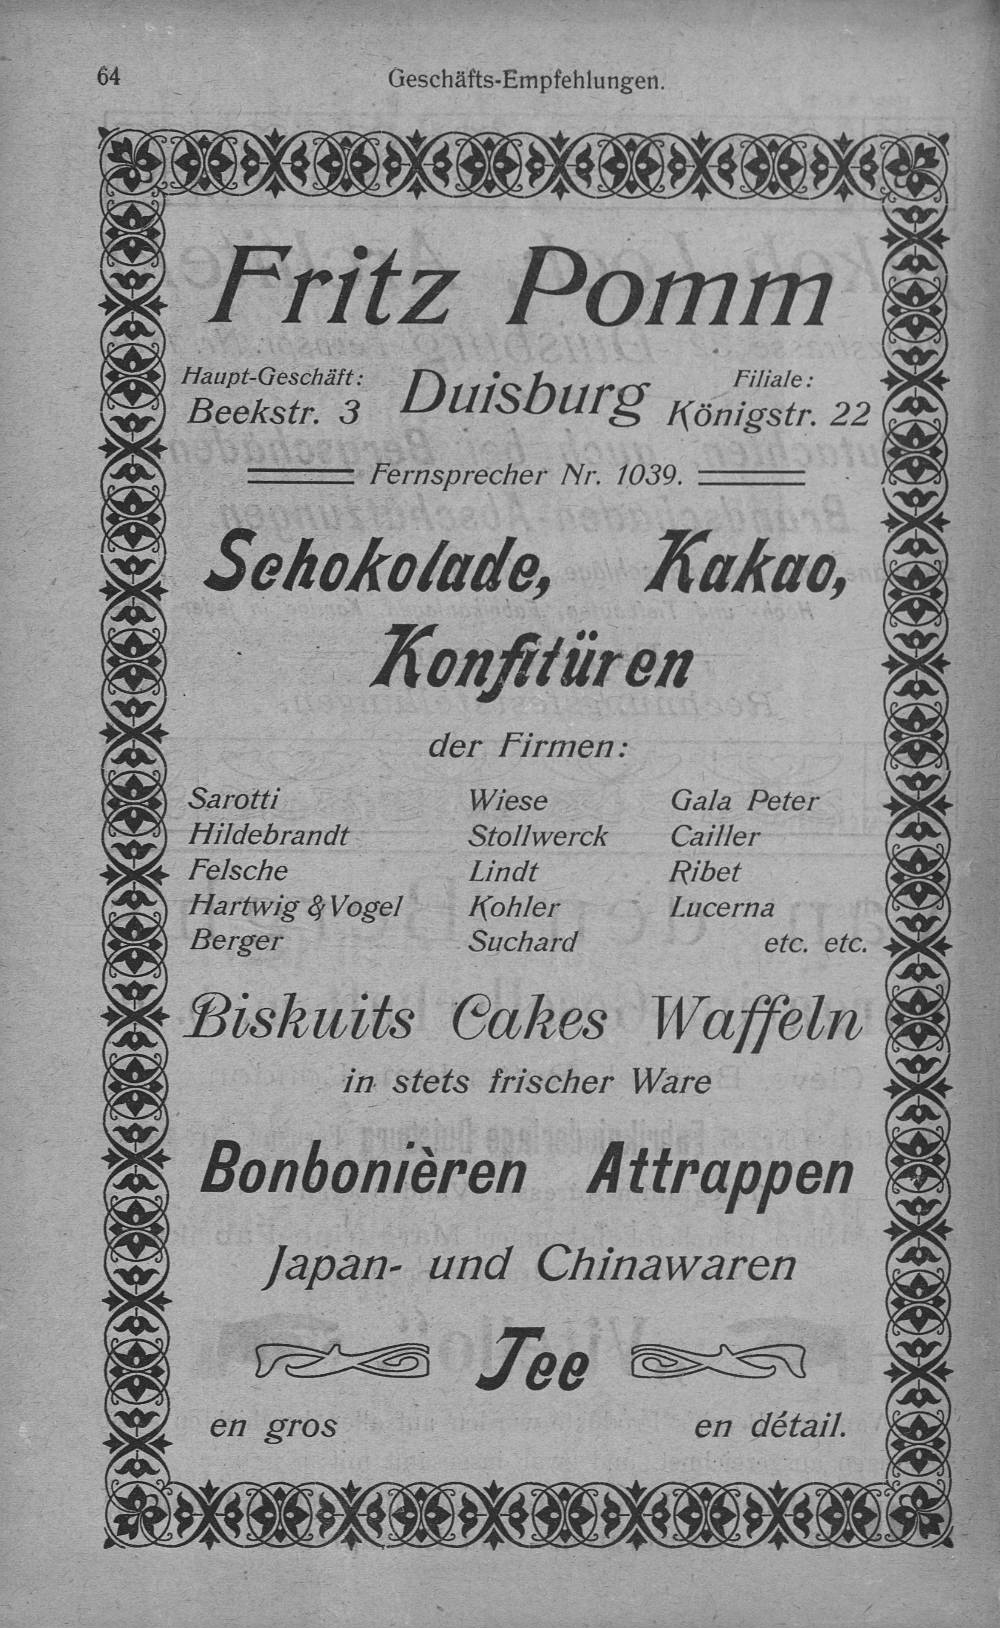 64
Geschäfts-Empfehlungen.
Fritz Pomm
Haupt-Geschäft: Duisburg Filiale:
Beekstr. 3 Königstr. 22
Fernsprecher Nr. 1039.
Schokolade, Kakao,
Konfitüren
der Firmen:
Sarotti Wiese Gala Peter
Hildebrandt Stollwerck Cailler
Felsche Lindt Ribet
Hartwig & Vogel Kohler Lucerna
Berger Suchard etc. etc.
Biskuits Cakes Waffeln
in stets frischer Ware
Bonbonièren Attrappen
Japan- und Chinawaren
Tee
en gros en détail.